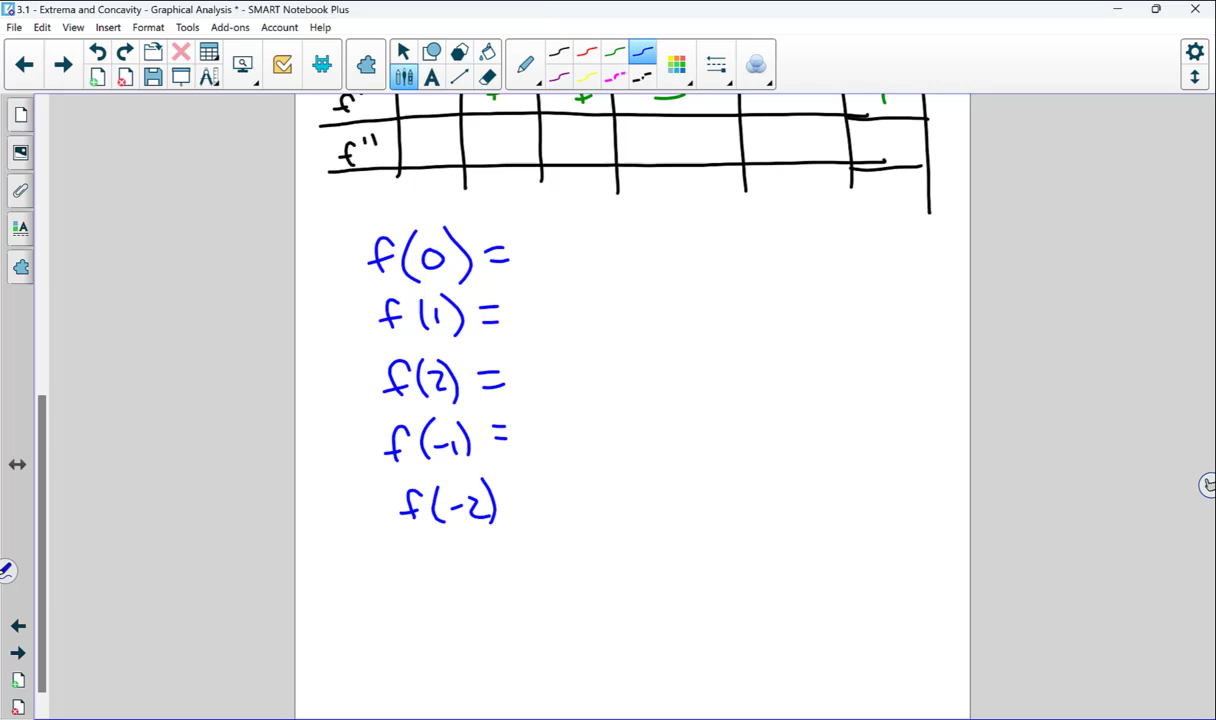 3.1 - Extrema and Concavity - Graphical Analysis * - SMART Notebook Plus
File Edit View Insert Format Tools Add-ons Account Help
f' + + - +
f"
f(0) =
f(1) =
f(2) =
f(-1) =
f(-2)